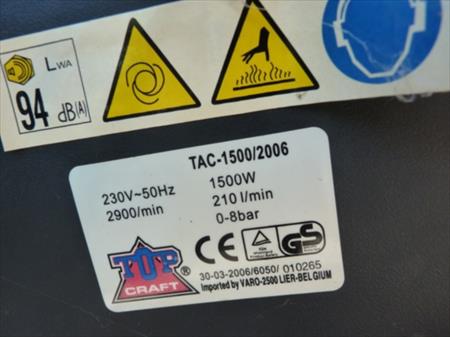 LWA
94 dB(A)
TAC-1500/2006
230V~50Hz 1500W
2900/min 210 l/min
0-8bar
TOP
CRAFT ®
CE GS
30-03-2006/6050/ 010265
Imported by VARO-2500 LIER-BELGIUM